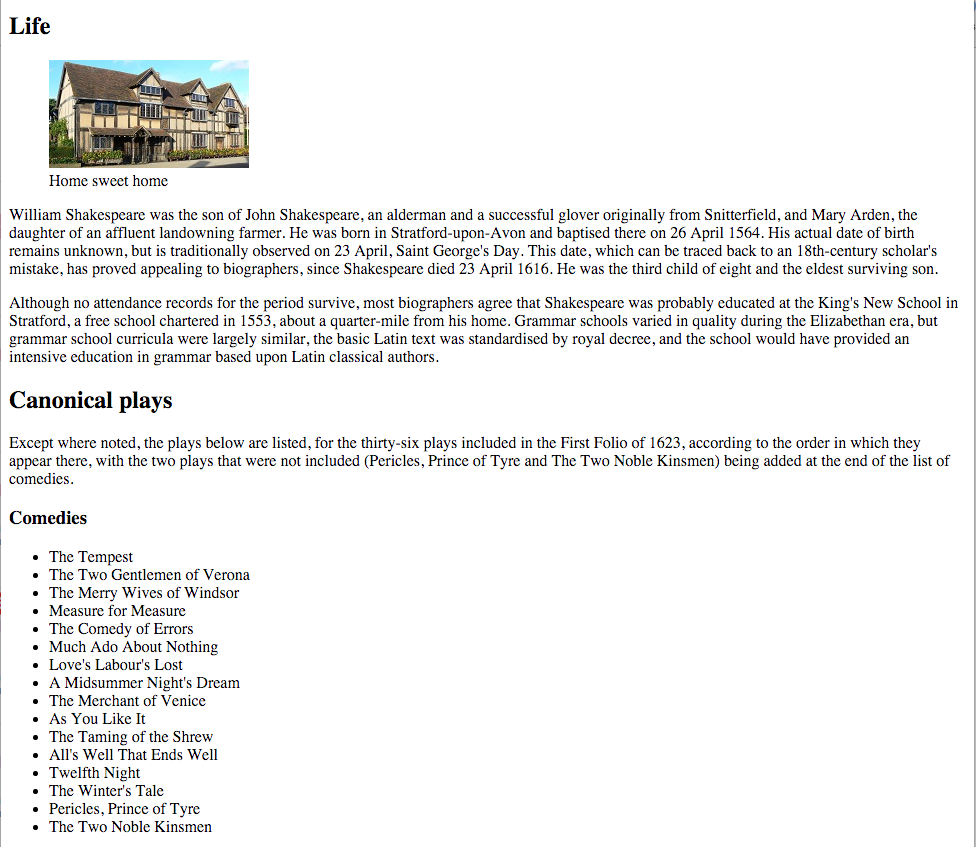 Life
Home sweet home
William Shakespeare was the son of John Shakespeare, an alderman and a successful glover originally from Snitterfield, and Mary Arden, the
daughter of an affluent landowning farmer. He was born in Stratford-upon-Avon and baptised there on 26 April 1564. His actual date of birth
remains unknown, but is traditionally observed on 23 April, Saint George's Day. This date, which can be traced back to an 18th-century scholar's
mistake, has proved appealing to biographers, since Shakespeare died 23 April 1616. He was the third child of eight and the eldest surviving son.
Although no attendance records for the period survive, most biographers agree that Shakespeare was probably educated at the King's New School in
Stratford, a free school chartered in 1553, about a quarter-mile from his home. Grammar schools varied in quality during the Elizabethan era, but
grammar school curricula were largely similar, the basic Latin text was standardised by royal decree, and the school would have provided an
intensive education in grammar based upon Latin classical authors.
Canonical plays
Except where noted, the plays below are listed, for the thirty-six plays included in the First Folio of 1623, according to the order in which they
appear there, with the two plays that were not included (Pericles, Prince of Tyre and The Two Noble Kinsmen) being added at the end of the list of
comedies.
Comedies
• The Tempest
• The Two Gentlemen of Verona
• The Merry Wives of Windsor
• Measure for Measure
• The Comedy of Errors
• Much Ado About Nothing
• Love's Labour's Lost
• A Midsummer Night's Dream
• The Merchant of Venice
• As You Like It
• The Taming of the Shrew
• All's Well That Ends Well
• Twelfth Night
• The Winter's Tale
• Pericles, Prince of Tyre
• The Two Noble Kinsmen